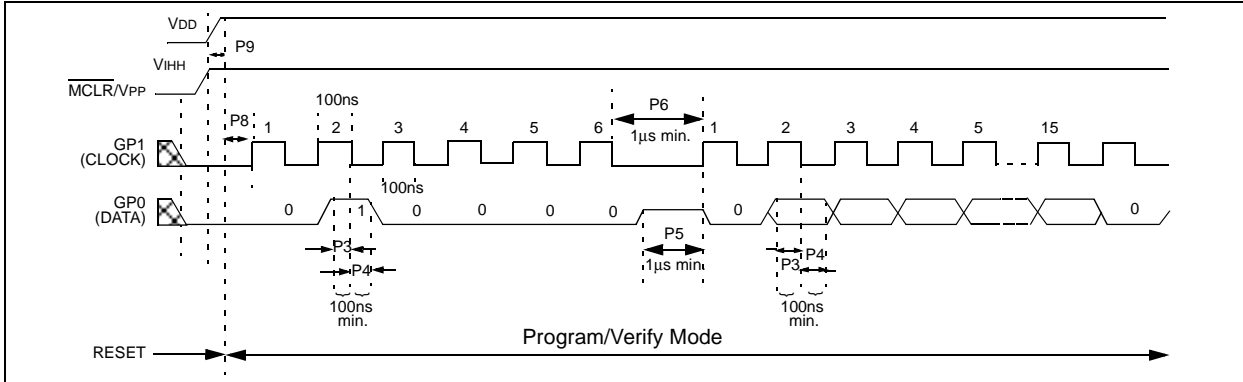 VDD
P9
VIHH
MCLR/VPP
100ns
P8
P6
1 2 3 4 5 6 1μs min. 1 2 3 4 5 15
GP1
(CLOCK)
100ns
GP0
(DATA)
0 1 0 0 0 0 0 0
P5
P3
P4
1μs min.
P4
P3
100ns
min.
100ns
min.
Program/Verify Mode
RESET